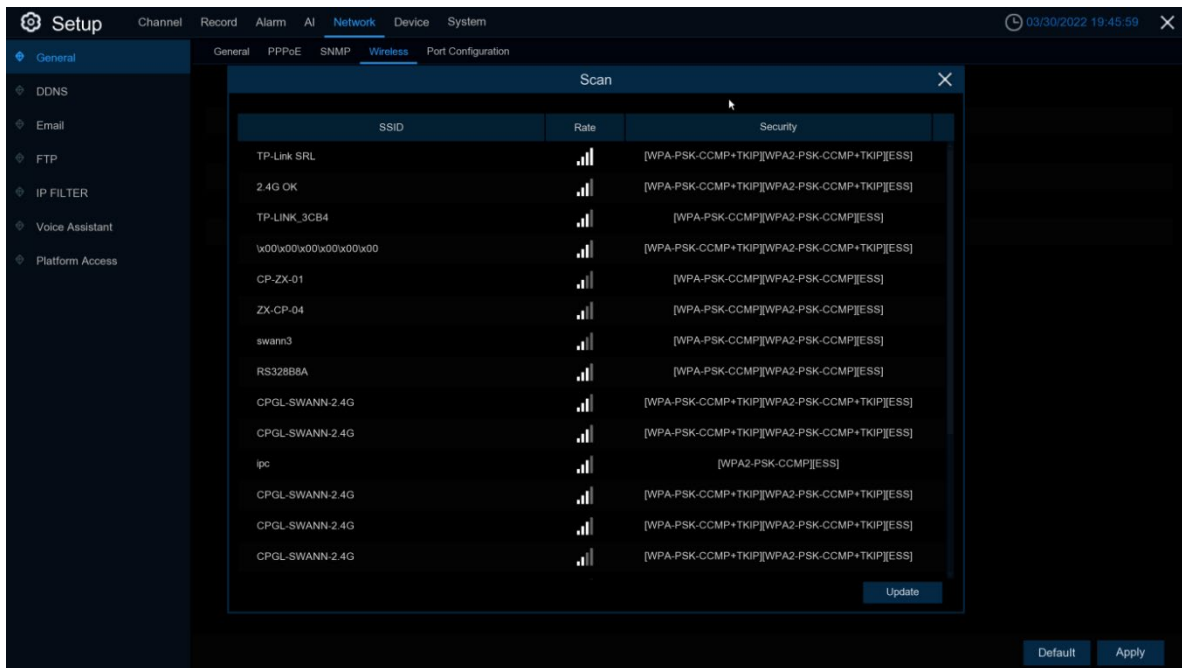 Setup Channel Record Alarm AI Network Device System 03/30/2022 19:45:59
General PPPoE SNMP Wireless Port Configuration
General
DDNS
Email
FTP
IP FILTER
Voice Assistant
Platform Access
Scan
SSID Rate Security
TP-Link SRL [WPA-PSK-CCMP+TKIP][WPA2-PSK-CCMP+TKIP][ESS]
2.4G OK [WPA-PSK-CCMP+TKIP][WPA2-PSK-CCMP+TKIP][ESS]
TP-LINK_3CB4 [WPA-PSK-CCMP][WPA2-PSK-CCMP][ESS]
\x00\x00\x00\x00\x00\x00 [WPA-PSK-CCMP+TKIP][WPA2-PSK-CCMP+TKIP][ESS]
CP-ZX-01 [WPA-PSK-CCMP][WPA2-PSK-CCMP][ESS]
ZX-CP-04 [WPA-PSK-CCMP][WPA2-PSK-CCMP][ESS]
swann3 [WPA-PSK-CCMP][WPA2-PSK-CCMP][ESS]
RS328B8A [WPA-PSK-CCMP][WPA2-PSK-CCMP][ESS]
CPGL-SWANN-2.4G [WPA-PSK-CCMP+TKIP][WPA2-PSK-CCMP+TKIP][ESS]
CPGL-SWANN-2.4G [WPA-PSK-CCMP+TKIP][WPA2-PSK-CCMP+TKIP][ESS]
ipc [WPA2-PSK-CCMP][ESS]
CPGL-SWANN-2.4G [WPA-PSK-CCMP+TKIP][WPA2-PSK-CCMP+TKIP][ESS]
CPGL-SWANN-2.4G [WPA-PSK-CCMP+TKIP][WPA2-PSK-CCMP+TKIP][ESS]
CPGL-SWANN-2.4G [WPA-PSK-CCMP+TKIP][WPA2-PSK-CCMP+TKIP][ESS]
Update
Default Apply